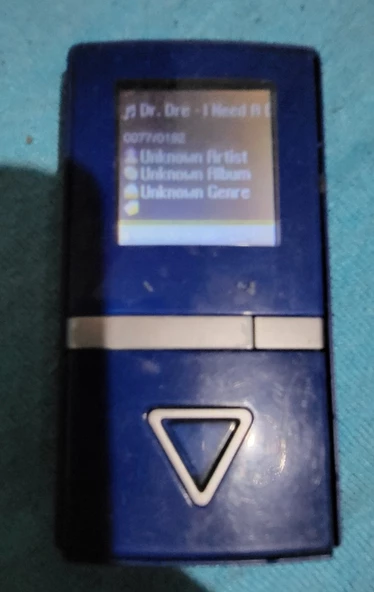 Dr. Dre - I Need A
0077/0192
Unknown Artist
Unknown Album
Unknown Genre